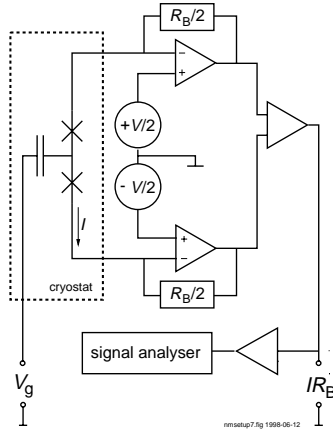 R_B/2
−
+
+V/2
- V/2
I
+
−
cryostat
R_B/2
signal analyser
V_g
IR_B
nmsetup7.fig 1998-06-12